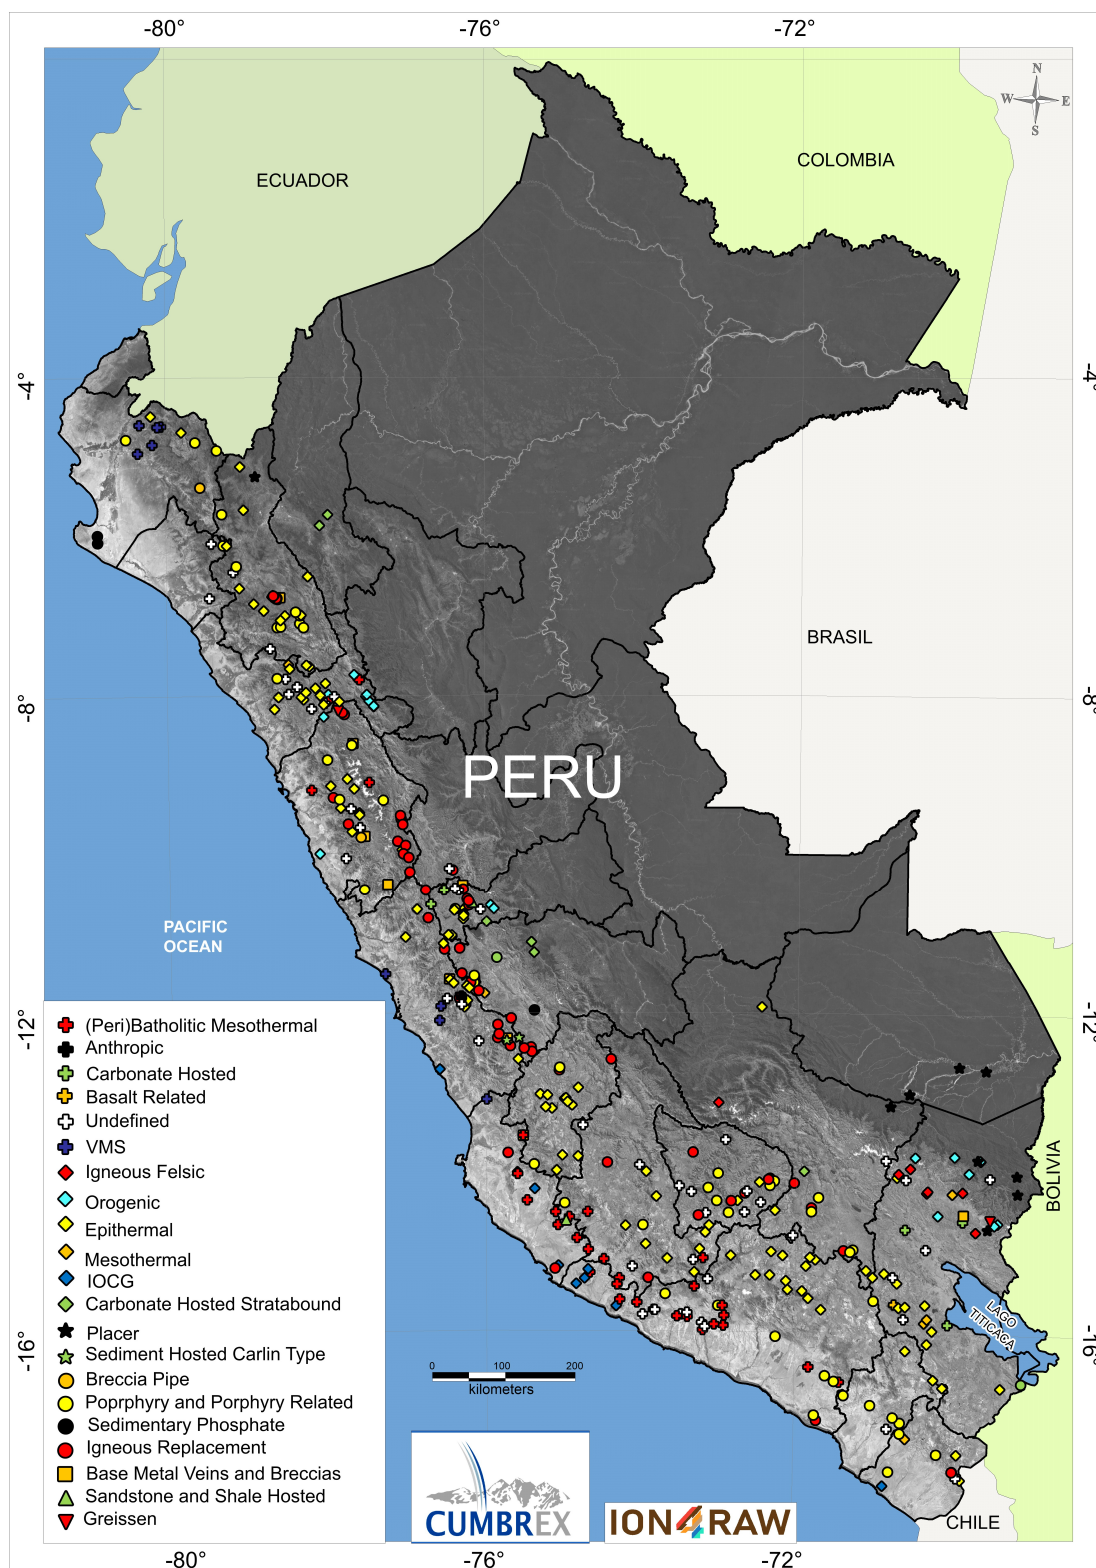 -80°
-76°
-72°
N
W
E
S
COLOMBIA
ECUADOR
-4°
-4°
BRASIL
-8°
-8°
PERU
PACIFIC
OCEAN
-12°
-12°
(Peri)Batholitic Mesothermal
Anthropic
Carbonate Hosted
Basalt Related
Undefined
VMS
Igneous Felsic
Orogenic
Epithermal
Mesothermal
IOCG
Carbonate Hosted Stratabound
Placer
Sediment Hosted Carlin Type
Breccia Pipe
Poprphyry and Porphyry Related
Sedimentary Phosphate
Igneous Replacement
Base Metal Veins and Breccias
Sandstone and Shale Hosted
Greissen
BOLIVIA
LAGO
TITICACA
-16°
-16°
0 100 200
kilometers
CUMBREX
ION4RAW
CHILE
-80°
-76°
-72°